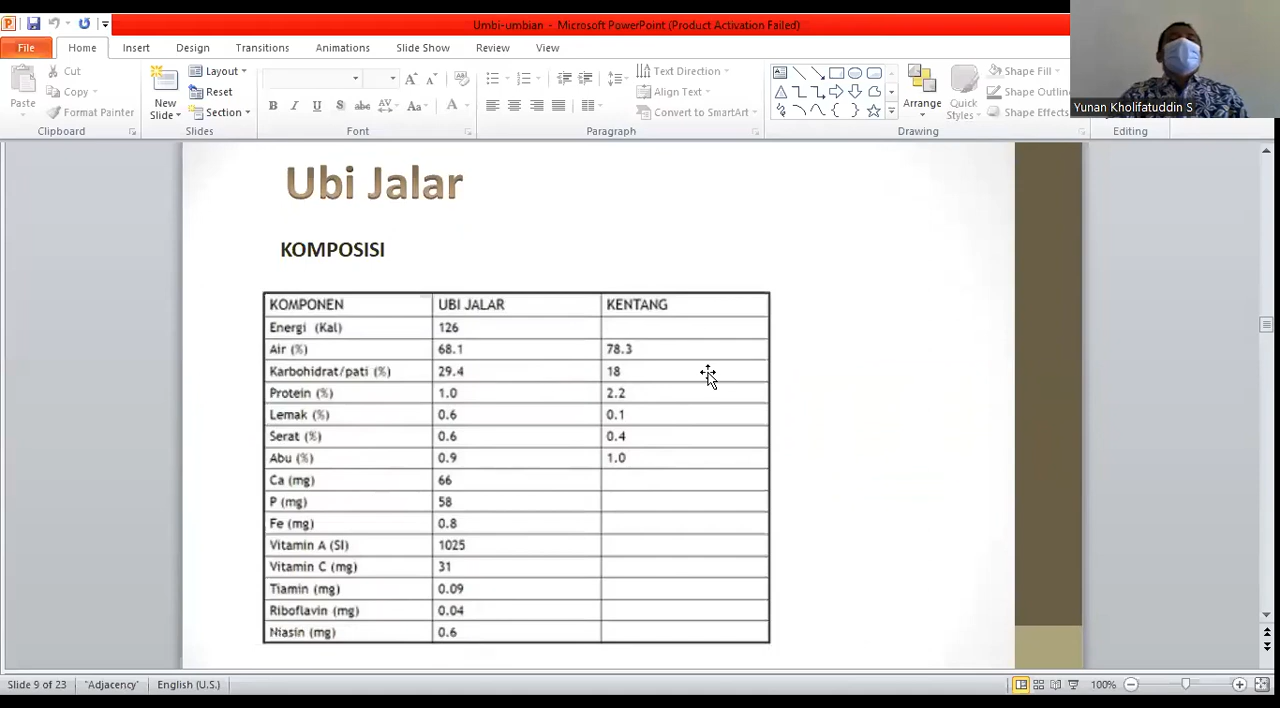 Umbi-umbian - Microsoft PowerPoint (Product Activation Failed)
File Home Insert Design Transitions Animations Slide Show Review View
Paste
Cut
Copy
Format Painter
Clipboard
New Slide
Layout
Reset
Section
Slides
B I U S abc AV Aa A
Font
Text Direction
Align Text
Convert to SmartArt
Paragraph
Arrange
Quick Styles
Shape Fill
Shape Outlin
Shape Effects
Drawing
Editing
Yunan Kholifatuddin S
Ubi Jalar
KOMPOSISI
KOMPONEN UBI JALAR KENTANG
Energi (Kal) 126
Air (%) 68.1 78.3
Karbohidrat/pati (%) 29.4 18
Protein (%) 1.0 2.2
Lemak (%) 0.6 0.1
Serat (%) 0.6 0.4
Abu (%) 0.9 1.0
Ca (mg) 66
P (mg) 58
Fe (mg) 0.8
Vitamin A (SI) 1025
Vitamin C (mg) 31
Tiamin (mg) 0.09
Riboflavin (mg) 0.04
Niasin (mg) 0.6
Slide 9 of 23 "Adjacency" English (U.S.) 100%